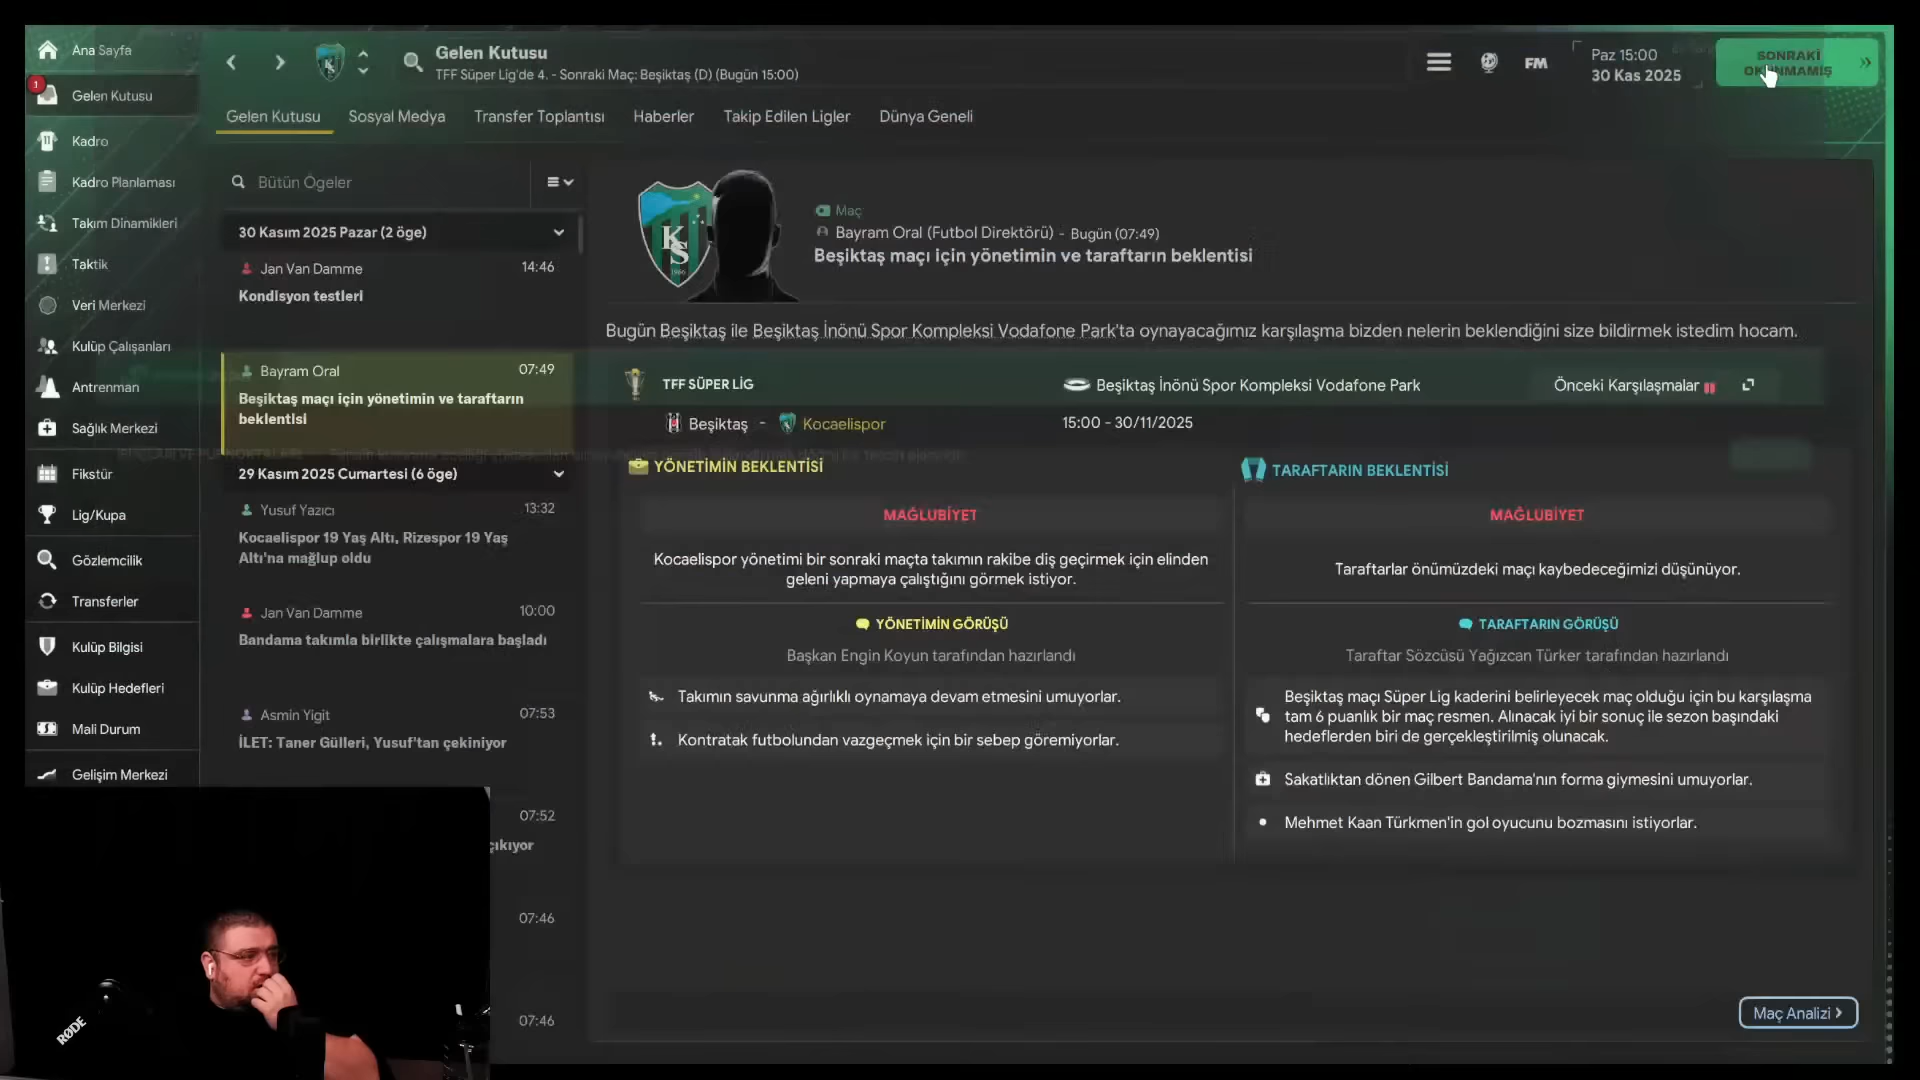 Ana Sayfa
1
Gelen Kutusu
Kadro
Kadro Planlaması
Takım Dinamikleri
Taktik
Veri Merkezi
Kulüp Çalışanları
Antrenman
Sağlık Merkezi
Fikstür
Lig/Kupa
Gözlemcilik
Transferler
Kulüp Bilgisi
Kulüp Hedefleri
Mali Durum
Gelişim Merkezi
Gelen Kutusu
TFF Süper Lig'de 4. - Sonraki Maç: Beşiktaş (D) (Bugün 15:00)
FM
Paz 15:00
30 Kas 2025
SONRAKİ
OKUNMAMIŞ
Gelen Kutusu
Sosyal Medya
Transfer Toplantısı
Haberler
Takip Edilen Ligler
Dünya Geneli
Bütün Ögeler
30 Kasım 2025 Pazar (2 öge)
Jan Van Damme 14:46
Kondisyon testleri
Bayram Oral 07:49
Beşiktaş maçı için yönetimin ve taraftarın
beklentisi
29 Kasım 2025 Cumartesi (6 öge)
Yusuf Yazıcı 13:32
Kocaelispor 19 Yaş Altı, Rizespor 19 Yaş
Altı'na mağlup oldu
Jan Van Damme 10:00
Bandama takımla birlikte çalışmalara başladı
Asmin Yigit 07:53
İLET: Taner Gülleri, Yusuf'tan çekiniyor
07:52
çıkıyor
07:46
07:46
KS
1966
Maç
Bayram Oral (Futbol Direktörü) - Bugün (07:49)
Beşiktaş maçı için yönetimin ve taraftarın beklentisi
Bugün Beşiktaş ile Beşiktaş İnönü Spor Kompleksi Vodafone Park'ta oynayacağımız karşılaşma bizden nelerin beklendiğini size bildirmek istedim hocam.
TFF SÜPER LİG
Beşiktaş İnönü Spor Kompleksi Vodafone Park
Önceki Karşılaşmalar
Beşiktaş - Kocaelispor
15:00 - 30/11/2025
YÖNETİMİN BEKLENTİSİ
MAĞLUBİYET
Kocaelispor yönetimi bir sonraki maçta takımın rakibe diş geçirmek için elinden
geleni yapmaya çalıştığını görmek istiyor.
YÖNETİMİN GÖRÜŞÜ
Başkan Engin Koyun tarafından hazırlandı
Takımın savunma ağırlıklı oynamaya devam etmesini umuyorlar.
Kontratak futbolundan vazgeçmek için bir sebep göremiyorlar.
TARAFTARIN BEKLENTİSİ
MAĞLUBİYET
Taraftarlar önümüzdeki maçı kaybedeceğimizi düşünüyor.
TARAFTARIN GÖRÜŞÜ
Taraftar Sözcüsü Yağızcan Türker tarafından hazırlandı
Beşiktaş maçı Süper Lig kaderini belirleyecek maç olduğu için bu karşılaşma
tam 6 puanlık bir maç resmen. Alınacak iyi bir sonuç ile sezon başındaki
hedeflerden biri de gerçekleştirilmiş olunacak.
Sakatlıktan dönen Gilbert Bandama'nın forma giymesini umuyorlar.
Mehmet Kaan Türkmen'in gol oyucunu bozmasını istiyorlar.
Maç Analizi
RØDE